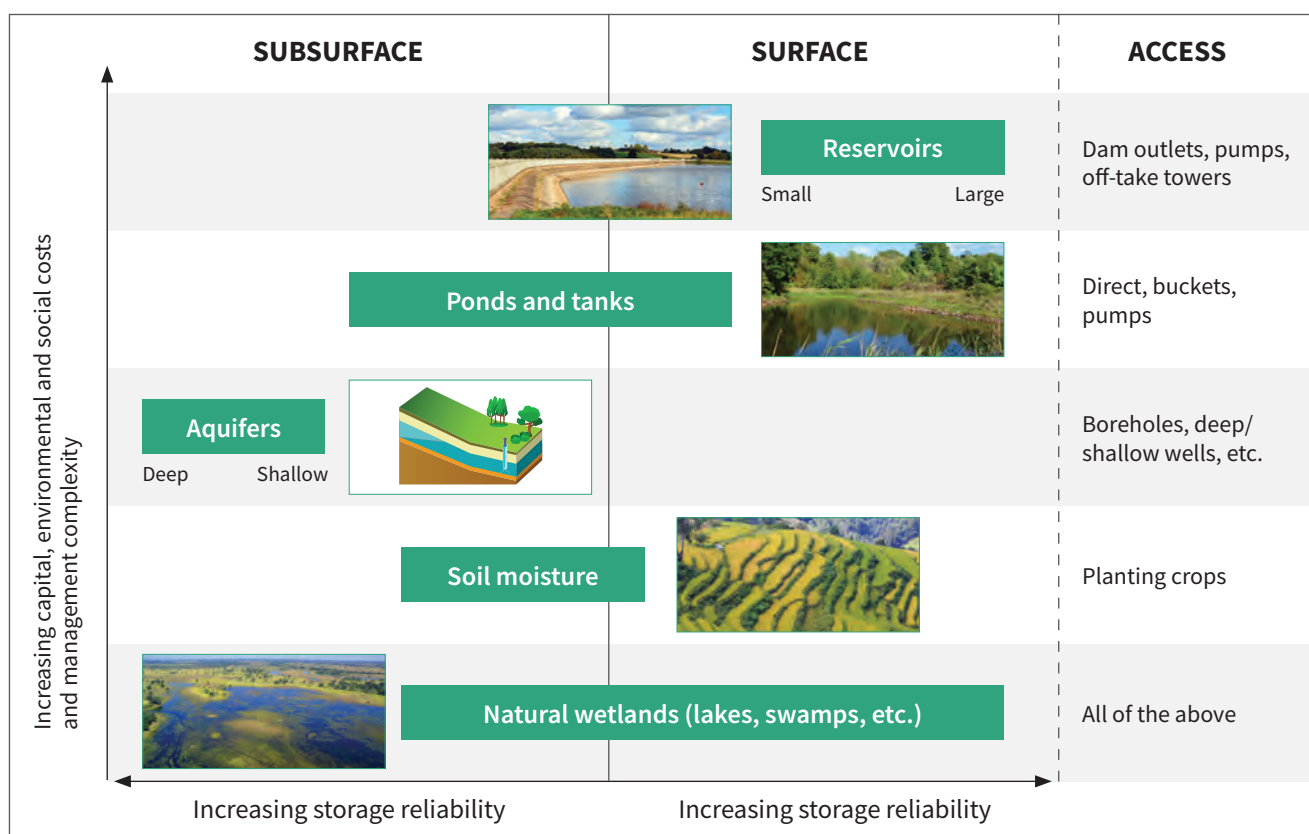 SUBSURFACE
SURFACE
ACCESS
Increasing capital, environmental and social costs
and management complexity
Reservoirs
Small
Large
Dam outlets, pumps,
off-take towers
Ponds and tanks
Direct, buckets,
pumps
Aquifers
Deep
Shallow
Boreholes, deep/
shallow wells, etc.
Soil moisture
Planting crops
Natural wetlands (lakes, swamps, etc.)
All of the above
Increasing storage reliability
Increasing storage reliability